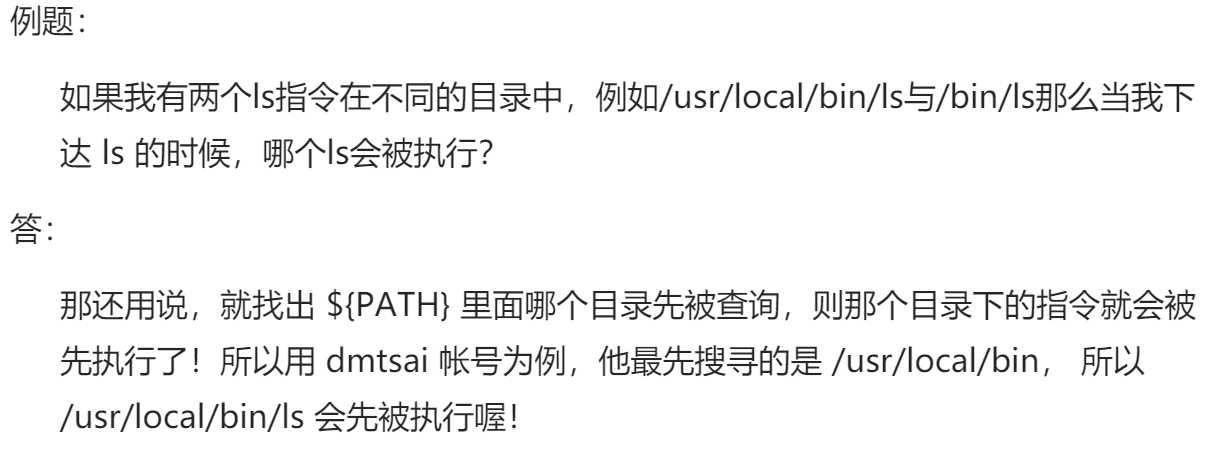 例题：
如果我有两个ls指令在不同的目录中，例如/usr/local/bin/ls与/bin/ls那么当我下
达 ls 的时候，哪个ls会被执行？
答：
那还用说，就找出 ${PATH} 里面哪个目录先被查询，则那个目录下的指令就会被
先执行了！所以用 dmtsai 帐号为例，他最先搜寻的是 /usr/local/bin， 所以
/usr/local/bin/ls 会先被执行喔！